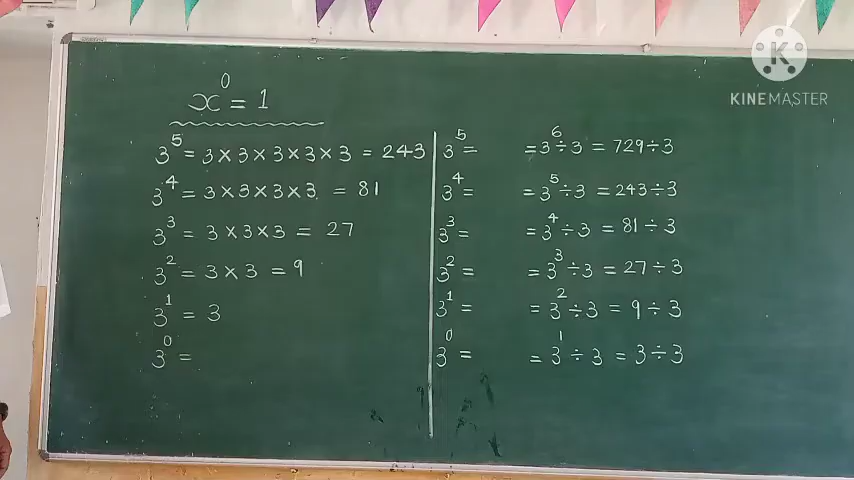 x⁰ = 1
3⁵ = 3 × 3 × 3 × 3 × 3 = 243
3⁴ = 3 × 3 × 3 × 3 = 81
3³ = 3 × 3 × 3 = 27
3² = 3 × 3 = 9
3¹ = 3
3⁰ =
3⁵ = = 3⁶ ÷ 3 = 729 ÷ 3
3⁴ = = 3⁵ ÷ 3 = 243 ÷ 3
3³ = = 3⁴ ÷ 3 = 81 ÷ 3
3² = = 3³ ÷ 3 = 27 ÷ 3
3¹ = = 3² ÷ 3 = 9 ÷ 3
3⁰ = = 3¹ ÷ 3 = 3 ÷ 3
K
KINEMASTER